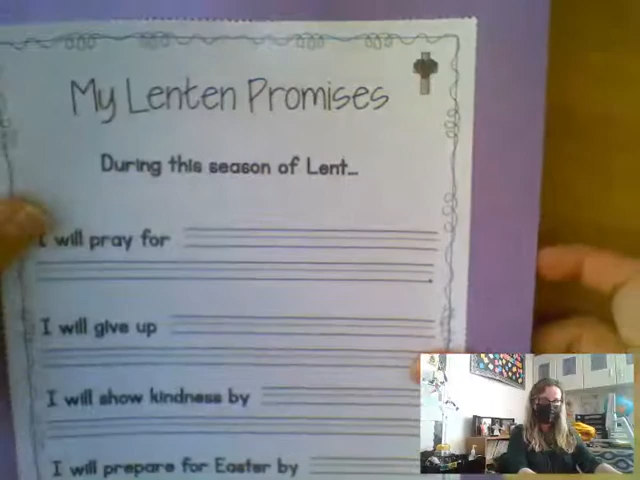 My Lenten Promises
During this season of Lent...
I will pray for
I will give up
I will show kindness by
I will prepare for Easter by